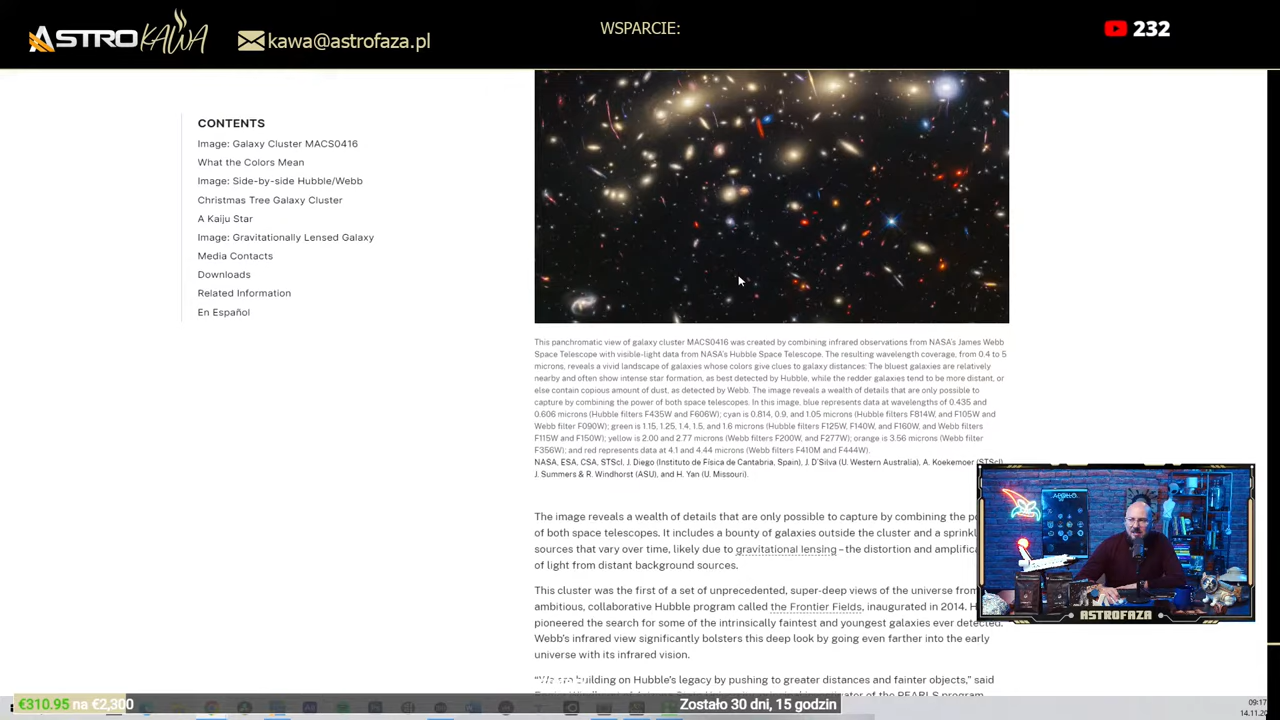 ASTROKAWA
kawa@astrofaza.pl
WSPARCIE:
232
CONTENTS
Image: Galaxy Cluster MACS0416
What the Colors Mean
Image: Side-by-side Hubble/Webb
Christmas Tree Galaxy Cluster
A Kaiju Star
Image: Gravitationally Lensed Galaxy
Media Contacts
Downloads
Related Information
En Español
This panchromatic view of galaxy cluster MACS0416 was created by combining infrared observations from NASA's James Webb
Space Telescope with visible-light data from NASA's Hubble Space Telescope. The resulting wavelength coverage, from 0.4 to 5
microns, reveals a vivid landscape of galaxies whose colors give clues to galaxy distances: The bluest galaxies are relatively
nearby and often show intense star formation, as best detected by Hubble, while the redder galaxies tend to be more distant, or
else contain copious amount of dust, as detected by Webb. The image reveals a wealth of details that are only possible to
capture by combining the power of both space telescopes. In this image, blue represents data at wavelengths of 0.435 and
0.606 microns (Hubble filters F435W and F606W); cyan is 0.814, 0.9, and 1.05 microns (Hubble filters F814W, and F105W and
Webb filter F090W); green is 1.15, 1.25, 1.4, 1.5, and 1.6 microns (Hubble filters F125W, F140W, and F160W, and Webb filters
F115W and F150W); yellow is 2.00 and 2.77 microns (Webb filters F200W, and F277W); orange is 3.56 microns (Webb filter
F356W); and red represents data at 4.1 and 4.44 microns (Webb filters F410M and F444W).
NASA, ESA, CSA, STScI, J. Diego (Instituto de Física de Cantabria, Spain), J. D'Silva (U. Western Australia), A. Koekemoer (STScI),
J. Summers & R. Windhorst (ASU), and H. Yan (U. Missouri).
The image reveals a wealth of details that are only possible to capture by combining the
of both space telescopes. It includes a bounty of galaxies outside the cluster and a
sources that vary over time, likely due to gravitational lensing – the distortion and
of light from distant background sources.
This cluster was the first of a set of unprecedented, super-deep views of the universe from
ambitious, collaborative Hubble program called the Frontier Fields, inaugurated in 2014.
pioneered the search for some of the intrinsically faintest and youngest galaxies ever detected.
Webb's infrared view significantly bolsters this deep look by going even farther into the early
universe with its infrared vision.
"We are building on Hubble's legacy by pushing to greater distances and fainter objects," said
of the PEARLS program
APOLLO
ASTROFAZA
€310.95 na €2,300
Zostało 30 dni, 15 godzin
09:17
14.11.20